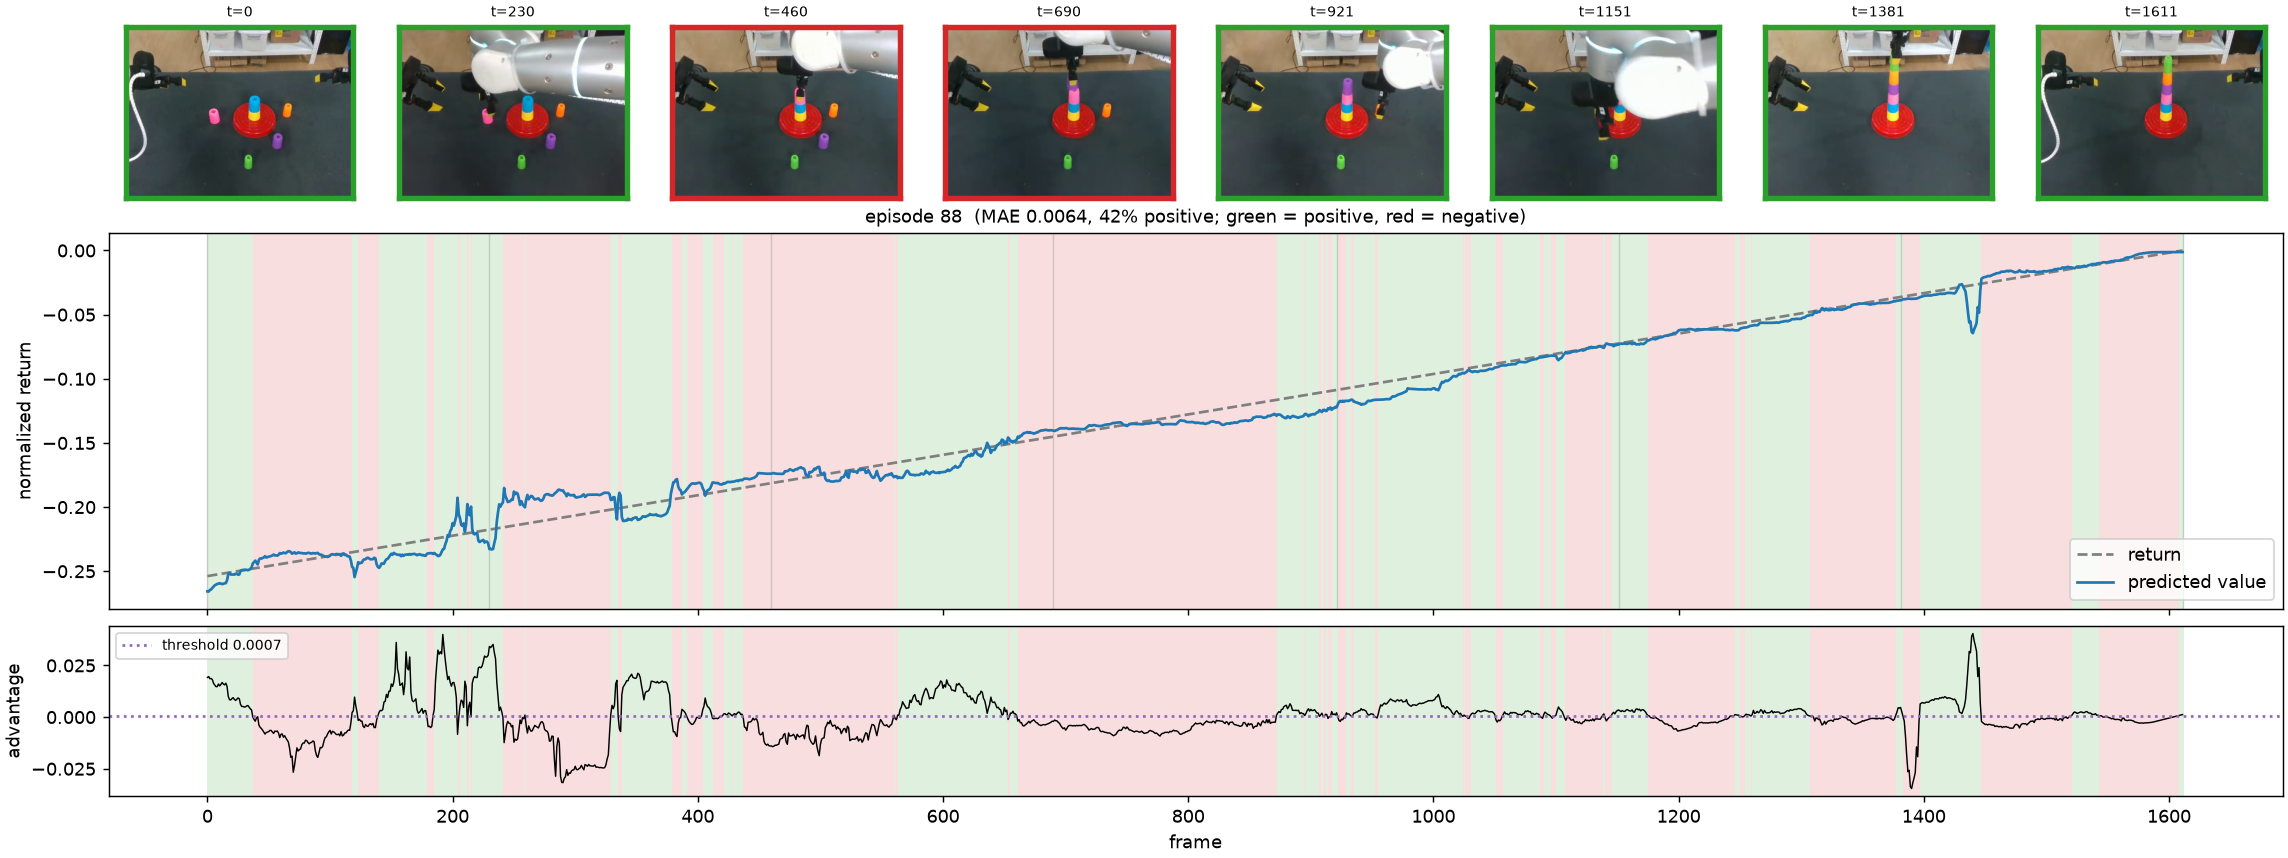 t=0 t=230 t=460 t=690 t=921 t=1151 t=1381 t=1611
episode 88 (MAE 0.0064, 42% positive; green = positive, red = negative)
normalized return
0.00
−0.05
−0.10
−0.15
−0.20
−0.25
return
predicted value
advantage
0.025
0.000
−0.025
threshold 0.0007
0 200 400 600 800 1000 1200 1400 1600
frame